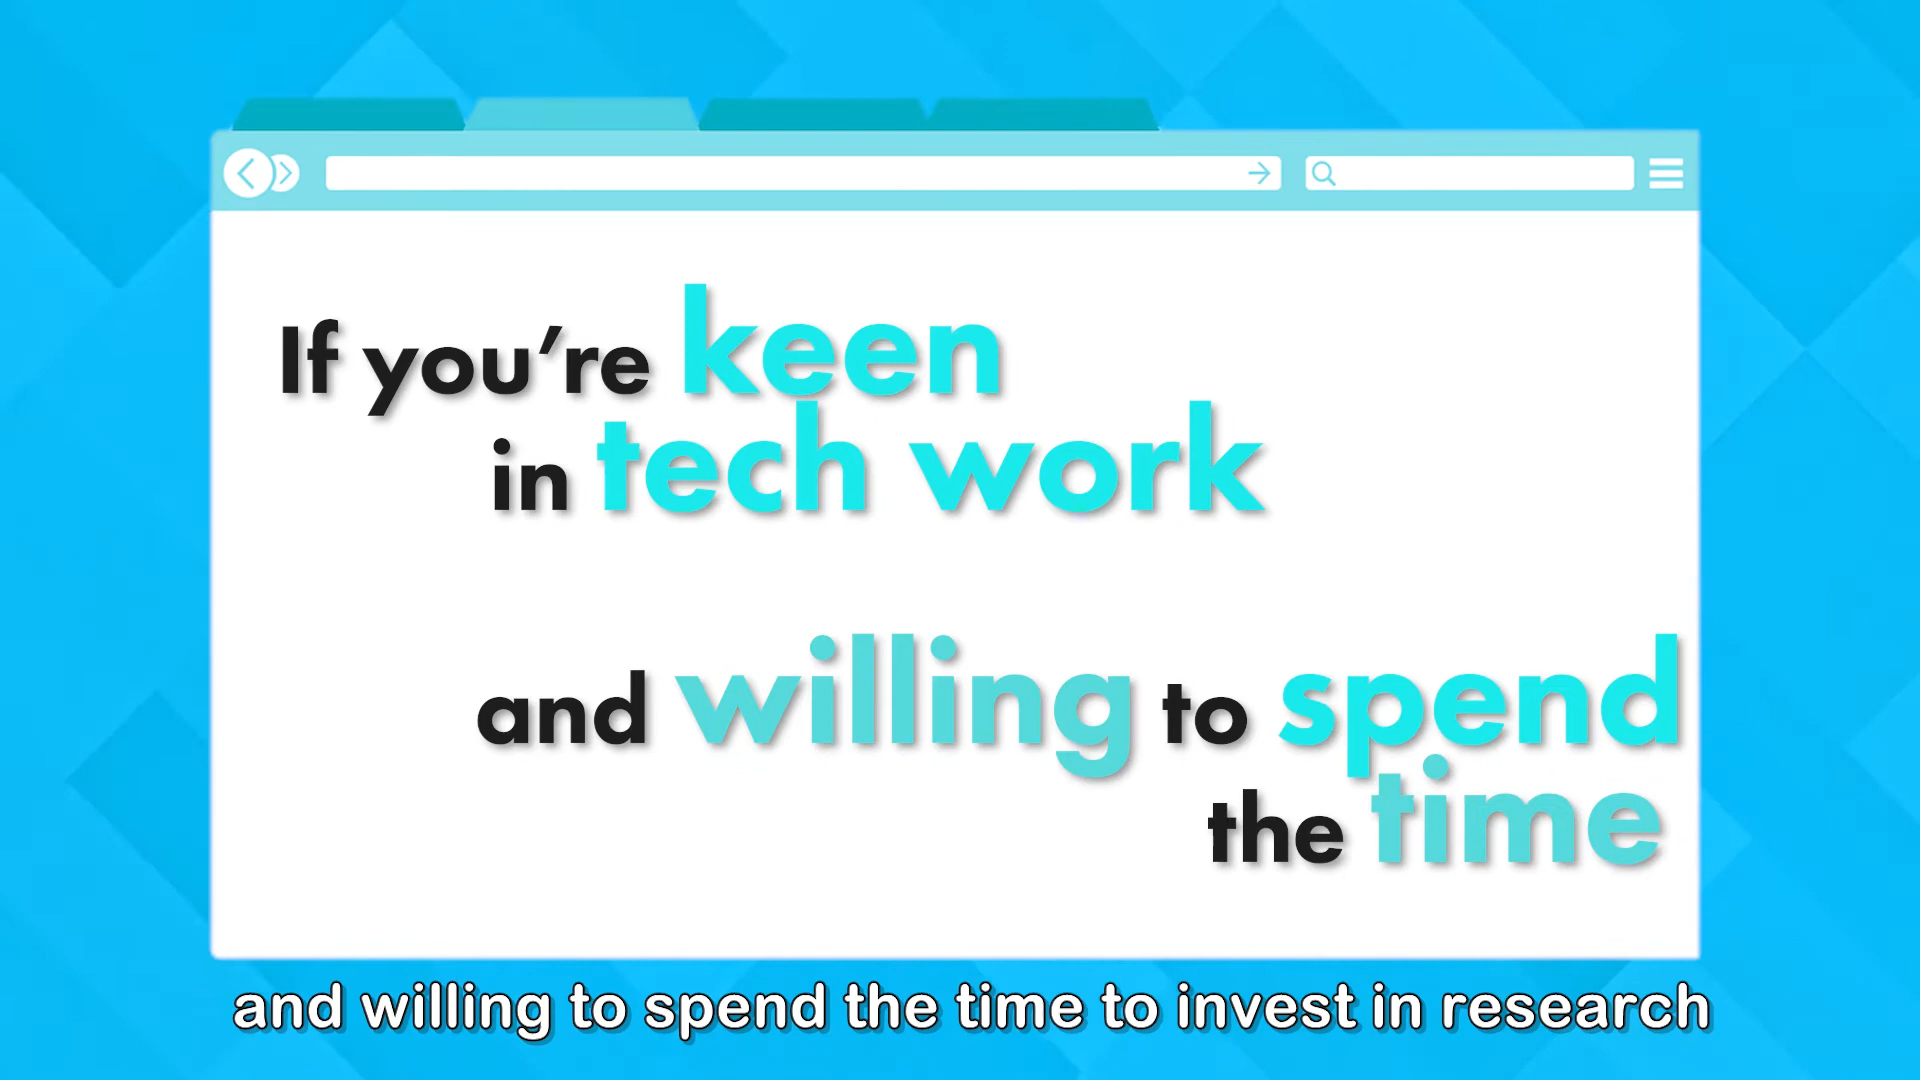 If you’re keen
in tech work
and willing to spend
the time
and willing to spend the time to invest in research